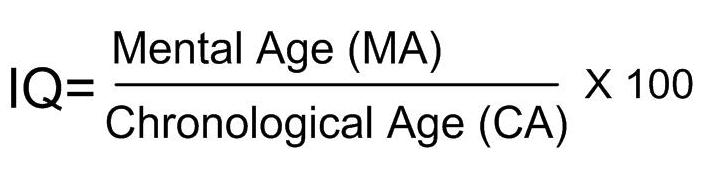 IQ= Mental Age (MA)
Chronological Age (CA) X 100